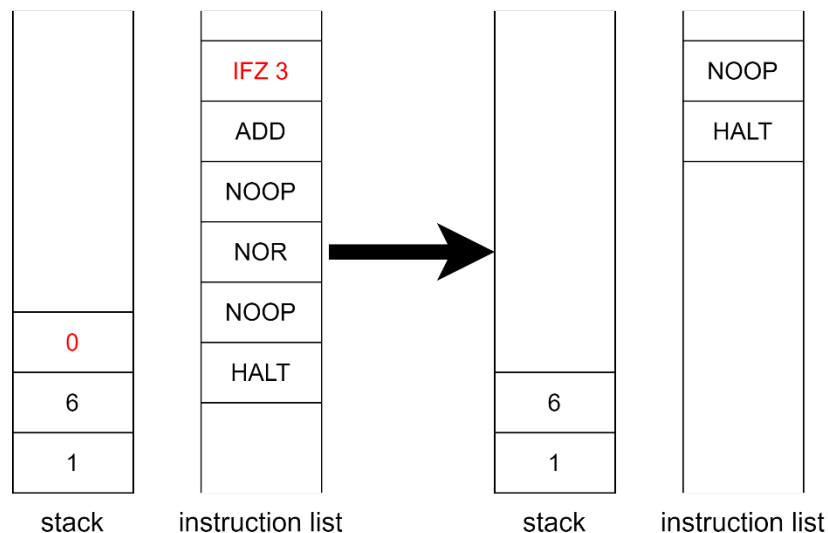 IFZ 3
ADD
NOOP
NOR
NOOP
HALT
0
6
1
stack
instruction list
NOOP
HALT
6
1
stack
instruction list